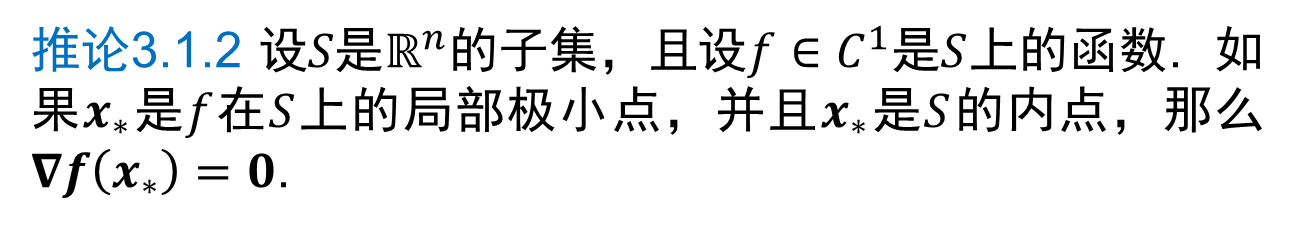 推论3.1.2 设𝑆是ℝⁿ的子集，且设𝑓 ∈ 𝐶¹是𝑆上的函数. 如
果𝒙∗是𝑓在𝑆上的局部极小点，并且𝒙∗是𝑆的内点，那么
𝛁𝒇(𝒙∗) = 𝟎.